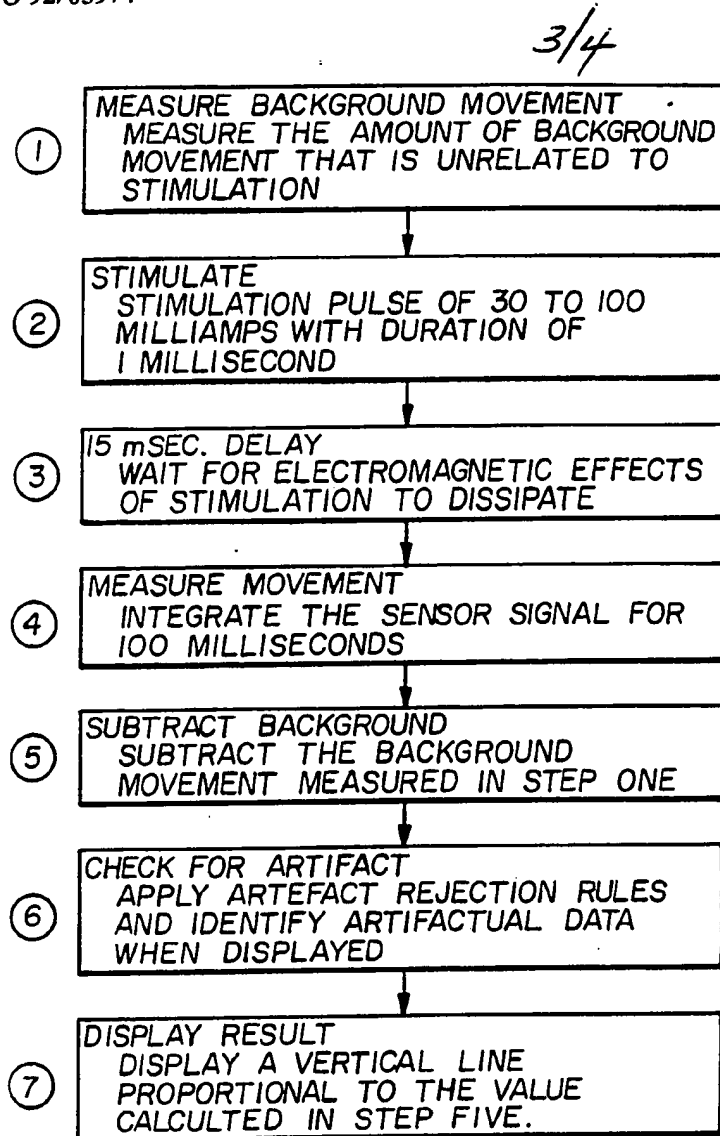 3/4
1 MEASURE BACKGROUND MOVEMENT
MEASURE THE AMOUNT OF BACKGROUND
MOVEMENT THAT IS UNRELATED TO
STIMULATION
2 STIMULATE
STIMULATION PULSE OF 30 TO 100
MILLIAMPS WITH DURATION OF
1 MILLISECOND
3 15 mSEC. DELAY
WAIT FOR ELECTROMAGNETIC EFFECTS
OF STIMULATION TO DISSIPATE
4 MEASURE MOVEMENT
INTEGRATE THE SENSOR SIGNAL FOR
100 MILLISECONDS
5 SUBTRACT BACKGROUND
SUBTRACT THE BACKGROUND
MOVEMENT MEASURED IN STEP ONE
6 CHECK FOR ARTIFACT
APPLY ARTEFACT REJECTION RULES
AND IDENTIFY ARTIFACTUAL DATA
WHEN DISPLAYED
7 DISPLAY RESULT
DISPLAY A VERTICAL LINE
PROPORTIONAL TO THE VALUE
CALCULTED IN STEP FIVE.